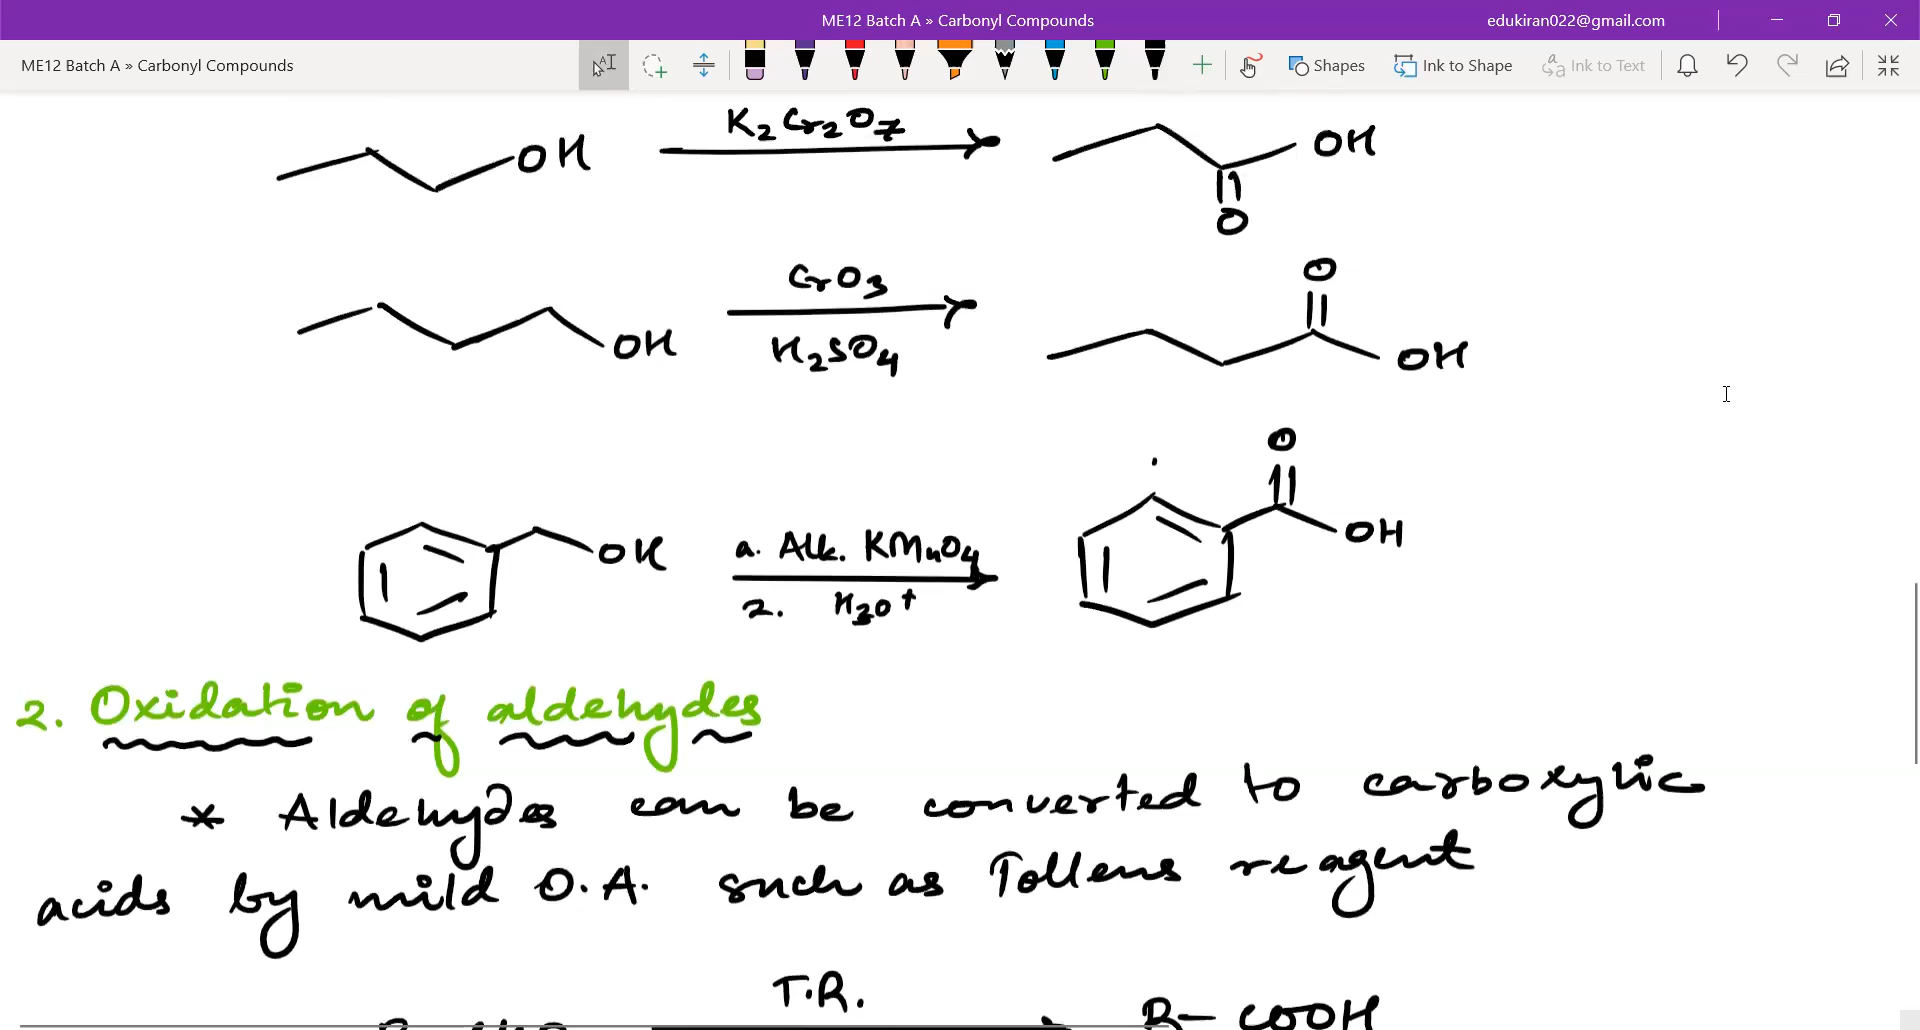 ME12 Batch A » Carbonyl Compounds
edukiran022@gmail.com
ME12 Batch A » Carbonyl Compounds
Shapes
Ink to Shape
Ink to Text
OH
K2Cr2O7
OH
O
OH
CrO3
H2SO4
O
OH
OH
a. Alk. KMnO4
2. H3O+
O
OH
2. Oxidation of aldehydes
* Aldehydes can be converted to carboxylic
acids by mild O.A. such as Tollens reagent
T.R.
R-CHO
R- COOH